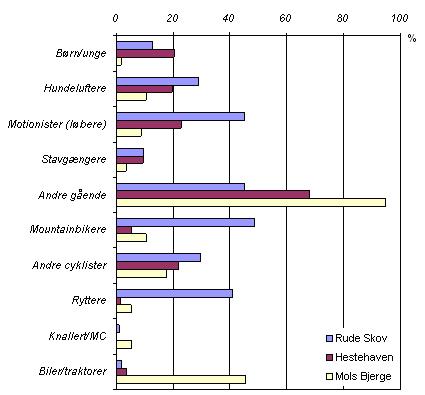 0 20 40 60 80 100
%
Børn/unge
Hundeluftere
Motionister (løbere)
Stavgængere
Andre gående
Mountainbikere
Andre cyklister
Ryttere
Knallert/MC
Biler/traktorer
Rude Skov
Hestehaven
Mols Bjerge